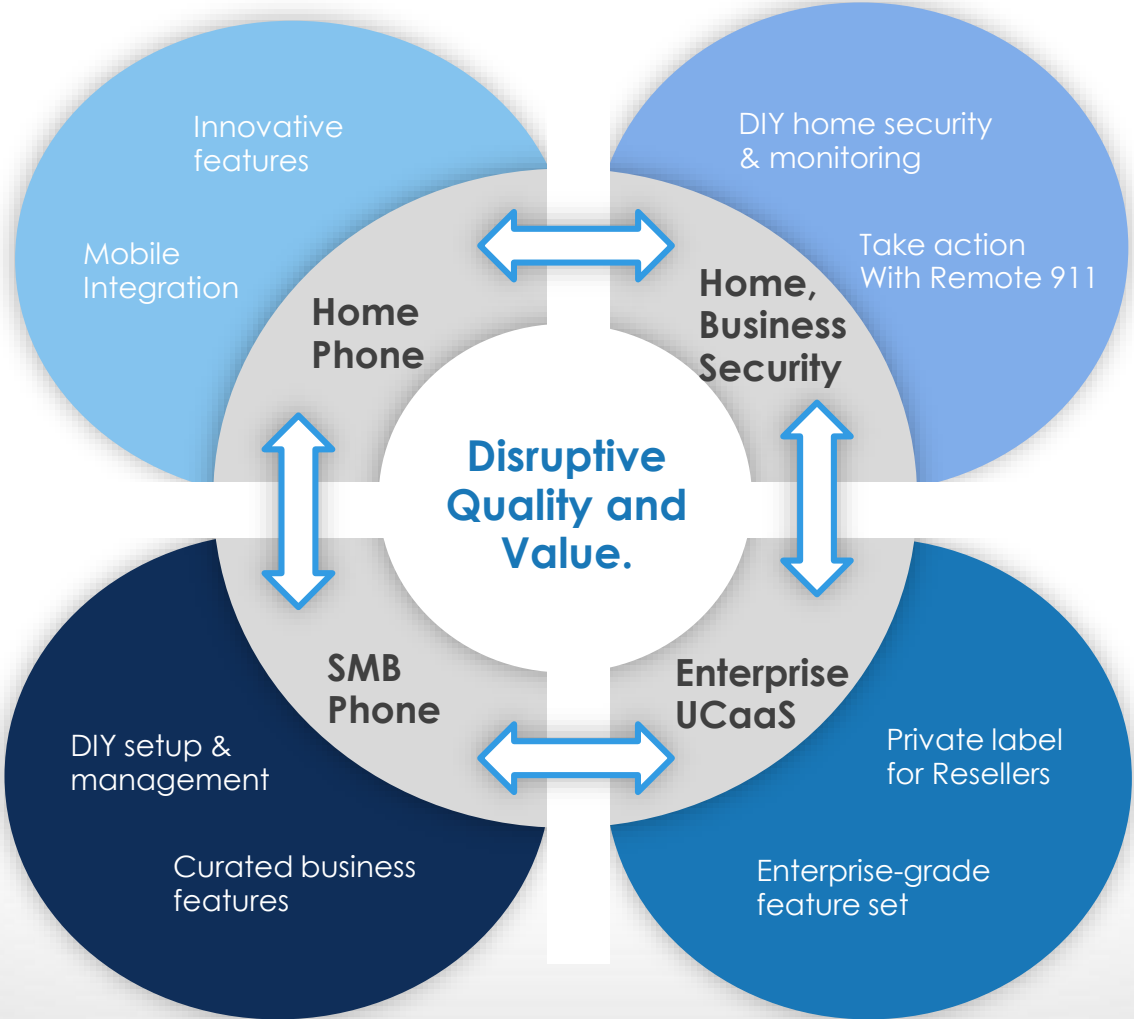 Innovative
features
Mobile
Integration
Home
Phone
DIY home security
& monitoring
Take action
With Remote 911
Home,
Business
Security
Disruptive
Quality and
Value.
SMB
Phone
DIY setup &
management
Curated business
features
Enterprise
UCaaS
Private label
for Resellers
Enterprise-grade
feature set